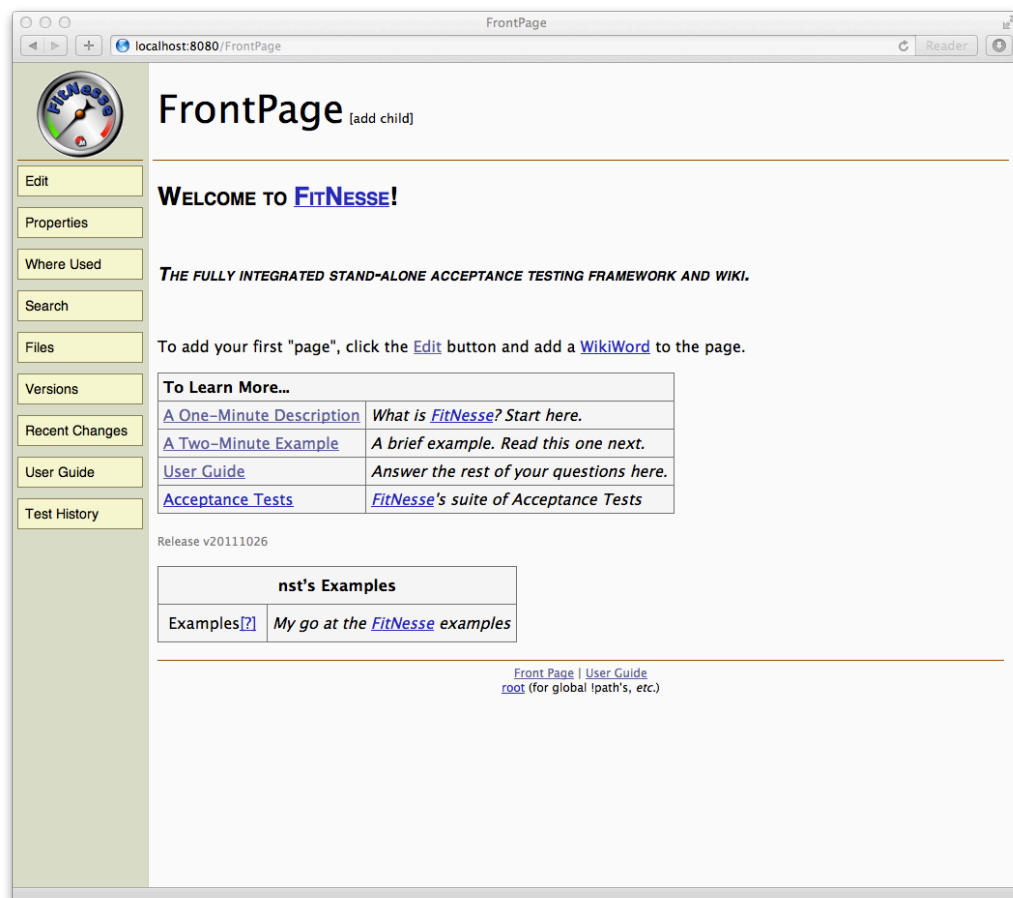 FrontPage
localhost:8080/FrontPage
Reader
FitNesse
FrontPage [add child]
Edit
Properties
Where Used
Search
Files
Versions
Recent Changes
User Guide
Test History
Welcome to FitNesse!
The fully integrated stand-alone acceptance testing framework and wiki.
To add your first "page", click the Edit button and add a WikiWord to the page.
To Learn More...
A One-Minute Description What is FitNesse? Start here.
A Two-Minute Example A brief example. Read this one next.
User Guide Answer the rest of your questions here.
Acceptance Tests FitNesse's suite of Acceptance Tests
Release v20111026
nst's Examples
Examples[?] My go at the FitNesse examples
Front Page | User Guide
root (for global !path's, etc.)